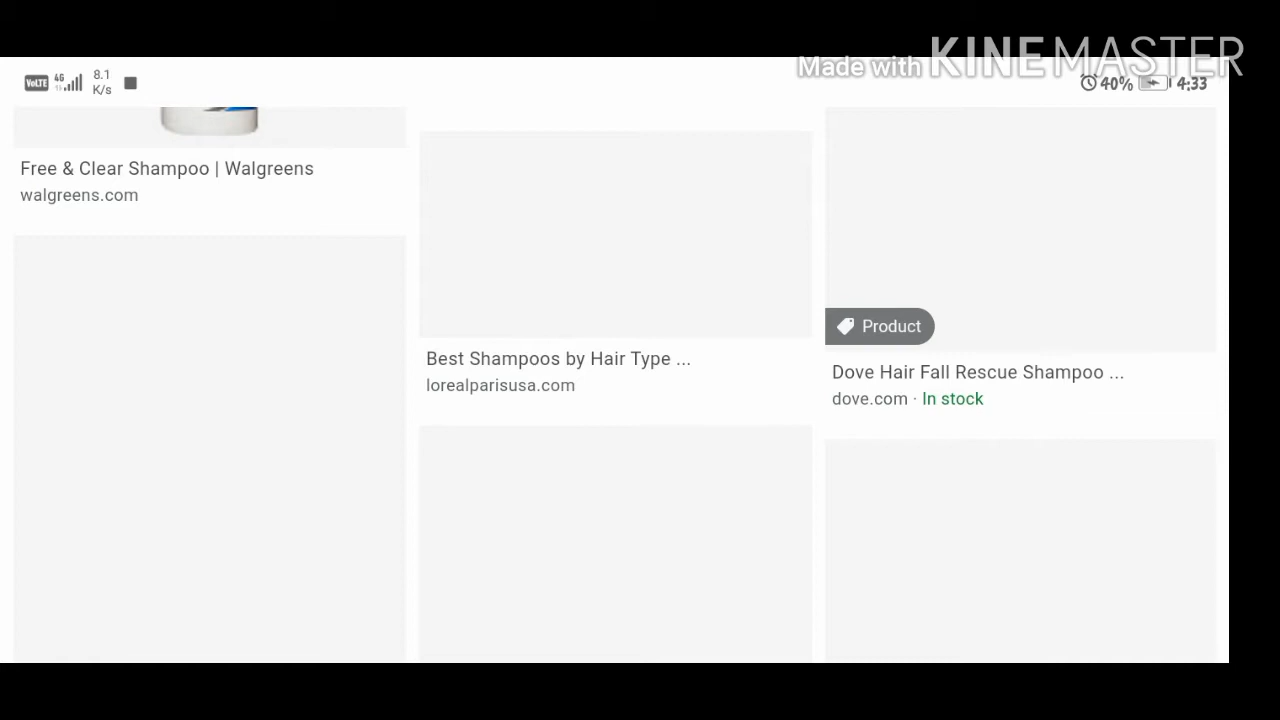 Made with KINEMASTER
VoLTE 4G 8.1 K/s 40% 4:33
Free & Clear Shampoo | Walgreens
walgreens.com
Best Shampoos by Hair Type ...
lorealparisusa.com
Product
Dove Hair Fall Rescue Shampoo ...
dove.com · In stock